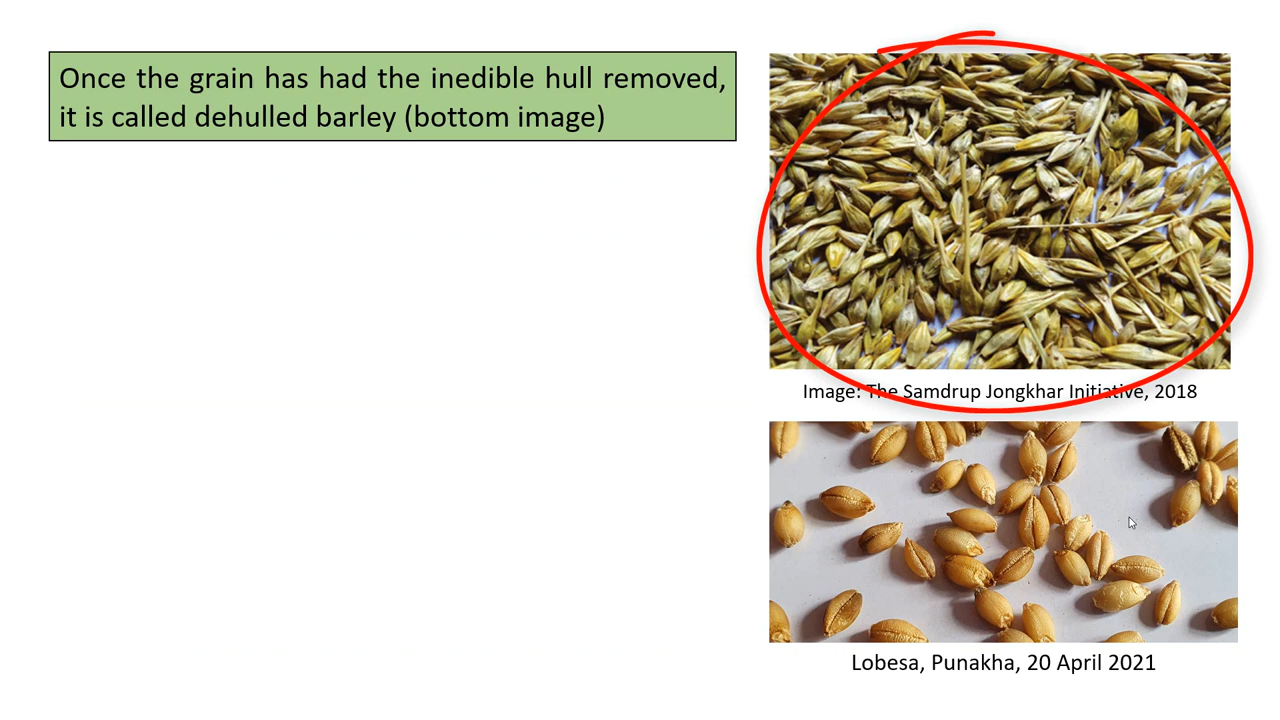 Once the grain has had the inedible hull removed,
it is called dehulled barley (bottom image)
Image: The Samdrup Jongkhar Initiative, 2018
Lobesa, Punakha, 20 April 2021